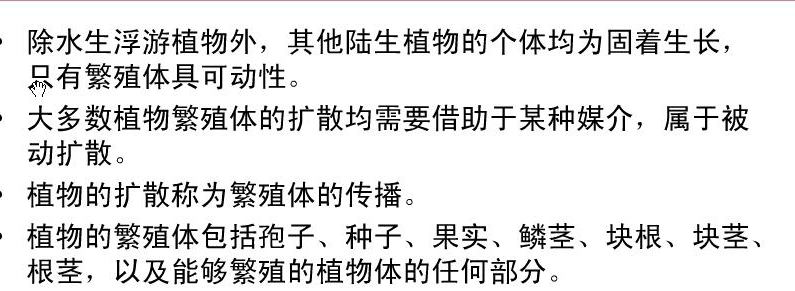 • 除水生浮游植物外，其他陆生植物的个体均为固着生长，
只有繁殖体具可动性。
• 大多数植物繁殖体的扩散均需要借助于某种媒介，属于被
动扩散。
• 植物的扩散称为繁殖体的传播。
• 植物的繁殖体包括孢子、种子、果实、鳞茎、块根、块茎、
根茎，以及能够繁殖的植物体的任何部分。